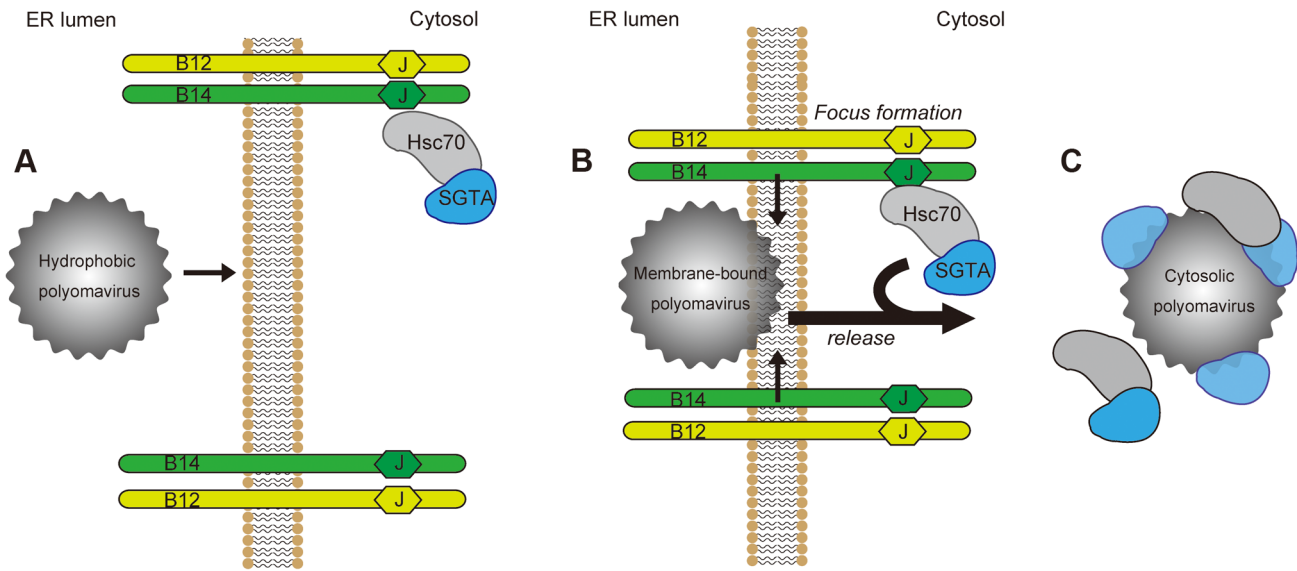 ER lumen
Cytosol
B12
J
B14
J
Hsc70
SGTA
A
Hydrophobic
polyomavirus
B14
J
B12
J
ER lumen
Cytosol
Focus formation
B12
J
B14
J
Hsc70
SGTA
B
Membrane-bound
polyomavirus
release
B14
J
B12
J
C
Cytosolic
polyomavirus